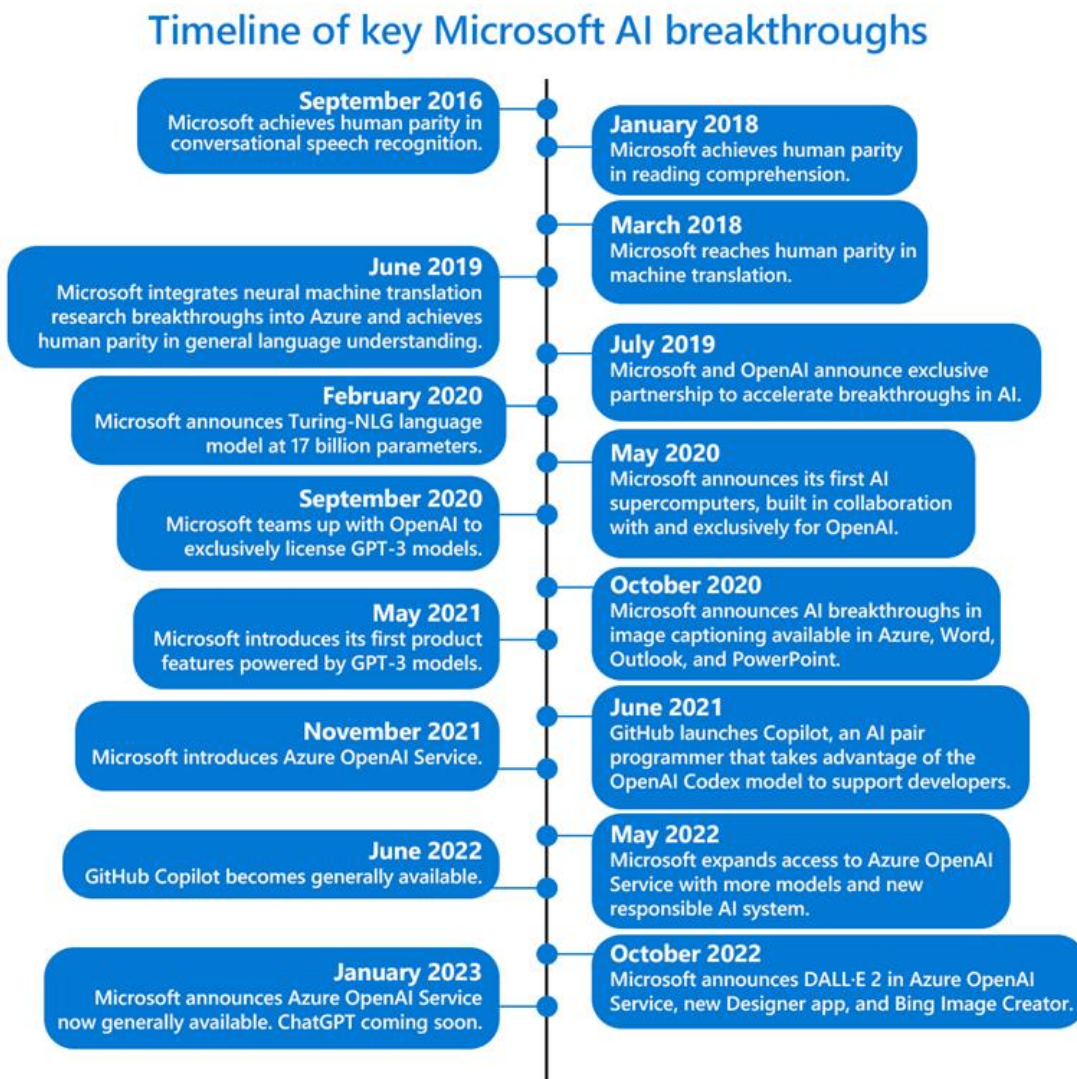 Timeline of key Microsoft AI breakthroughs
September 2016
Microsoft achieves human parity in
conversational speech recognition.
January 2018
Microsoft achieves human parity
in reading comprehension.
March 2018
Microsoft reaches human parity in
machine translation.
June 2019
Microsoft integrates neural machine translation
research breakthroughs into Azure and achieves
human parity in general language understanding.
July 2019
Microsoft and OpenAI announce exclusive
partnership to accelerate breakthroughs in AI.
February 2020
Microsoft announces Turing-NLG language
model at 17 billion parameters.
May 2020
Microsoft announces its first AI
supercomputers, built in collaboration
with and exclusively for OpenAI.
September 2020
Microsoft teams up with OpenAI to
exclusively license GPT-3 models.
October 2020
Microsoft announces AI breakthroughs in
image captioning available in Azure, Word,
Outlook, and PowerPoint.
May 2021
Microsoft introduces its first product
features powered by GPT-3 models.
June 2021
GitHub launches Copilot, an AI pair
programmer that takes advantage of the
OpenAI Codex model to support developers.
November 2021
Microsoft introduces Azure OpenAI Service.
May 2022
Microsoft expands access to Azure OpenAI
Service with more models and new
responsible AI system.
June 2022
GitHub Copilot becomes generally available.
October 2022
Microsoft announces DALL·E 2 in Azure OpenAI
Service, new Designer app, and Bing Image Creator.
January 2023
Microsoft announces Azure OpenAI Service
now generally available. ChatGPT coming soon.